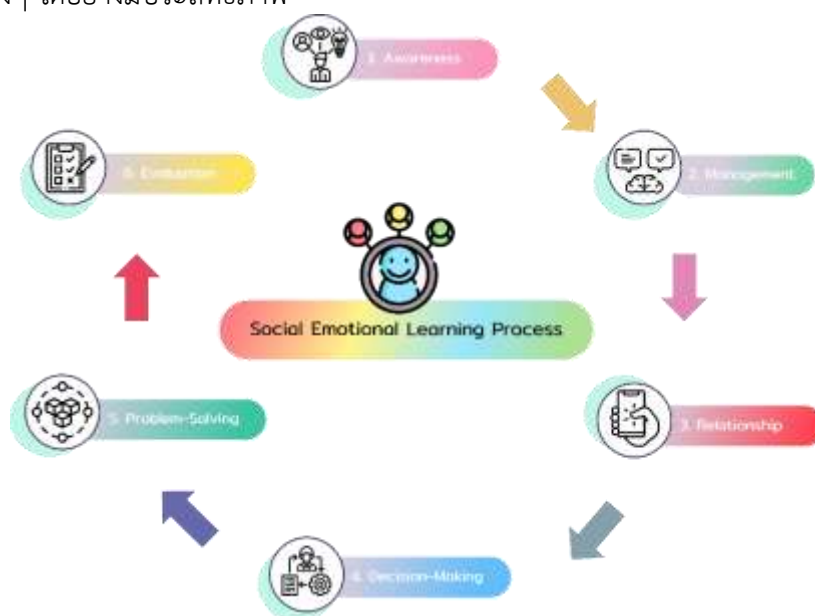 1. Awareness
2. Management
3. Relationship
4. Decision-Making
5. Problem-Solving
6. Evaluation
Social Emotional Learning Process